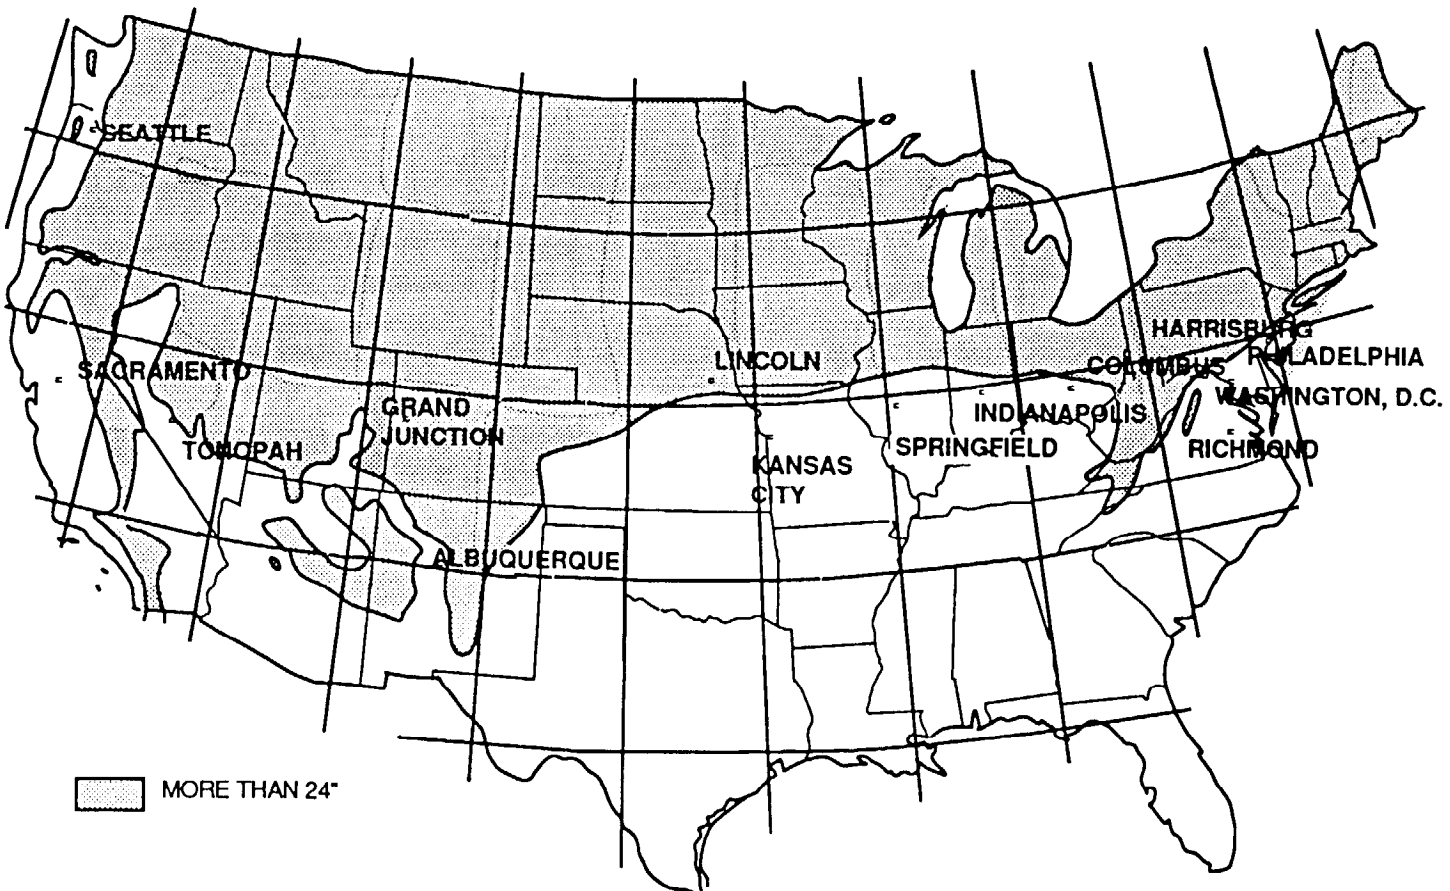 SEATTLE
HARRISBURG
PHILADELPHIA
LINCOLN
COLUMBUS
SACRAMENTO
WASHINGTON, D.C.
GRAND
JUNCTION
INDIANAPOLIS
TONOPAH
SPRINGFIELD
RICHMOND
KANSAS
CITY
ALBUQUERQUE
MORE THAN 24"